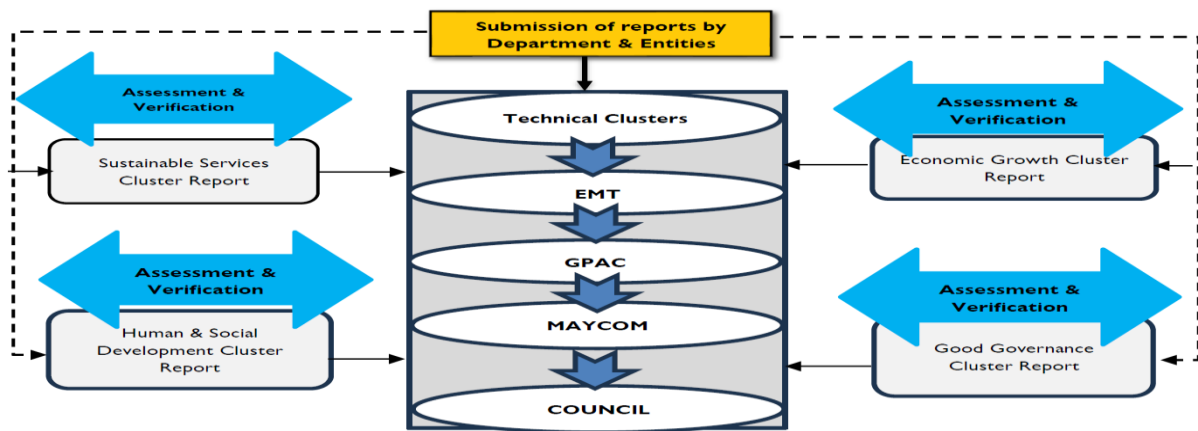 Submission of reports by
Department & Entities
Assessment &
Verification
Sustainable Services
Cluster Report
Assessment &
Verification
Human & Social
Development Cluster
Report
Technical Clusters
EMT
GPAC
MAYCOM
COUNCIL
Assessment &
Verification
Economic Growth Cluster
Report
Assessment &
Verification
Good Governance
Cluster Report